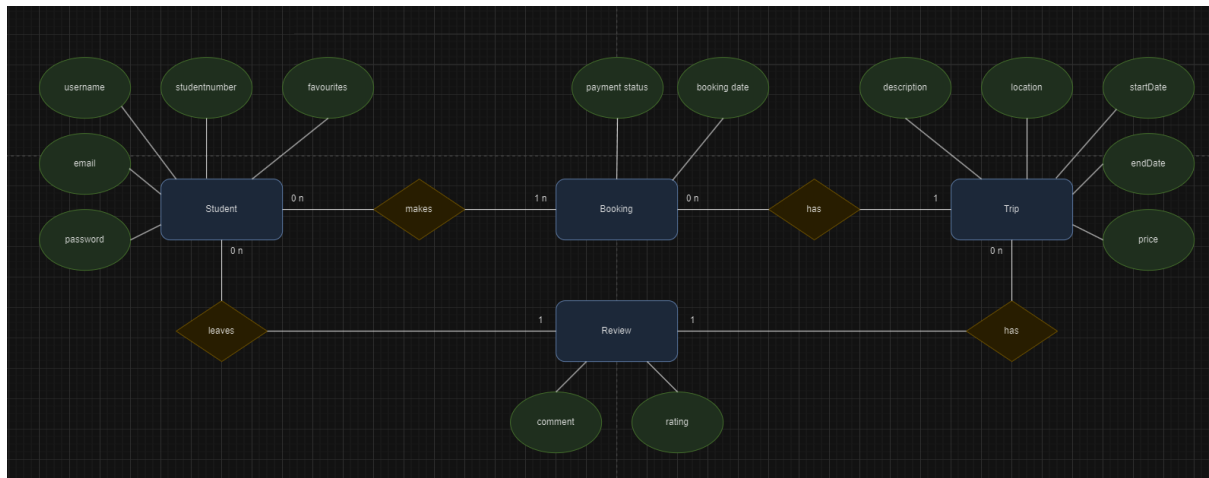 username
studentnumber
favourites
payment status
booking date
description
location
startDate
email
endDate
Student
0 n
makes
1 n
Booking
0 n
has
1
Trip
password
price
0 n
0 n
leaves
1
Review
1
has
comment
rating